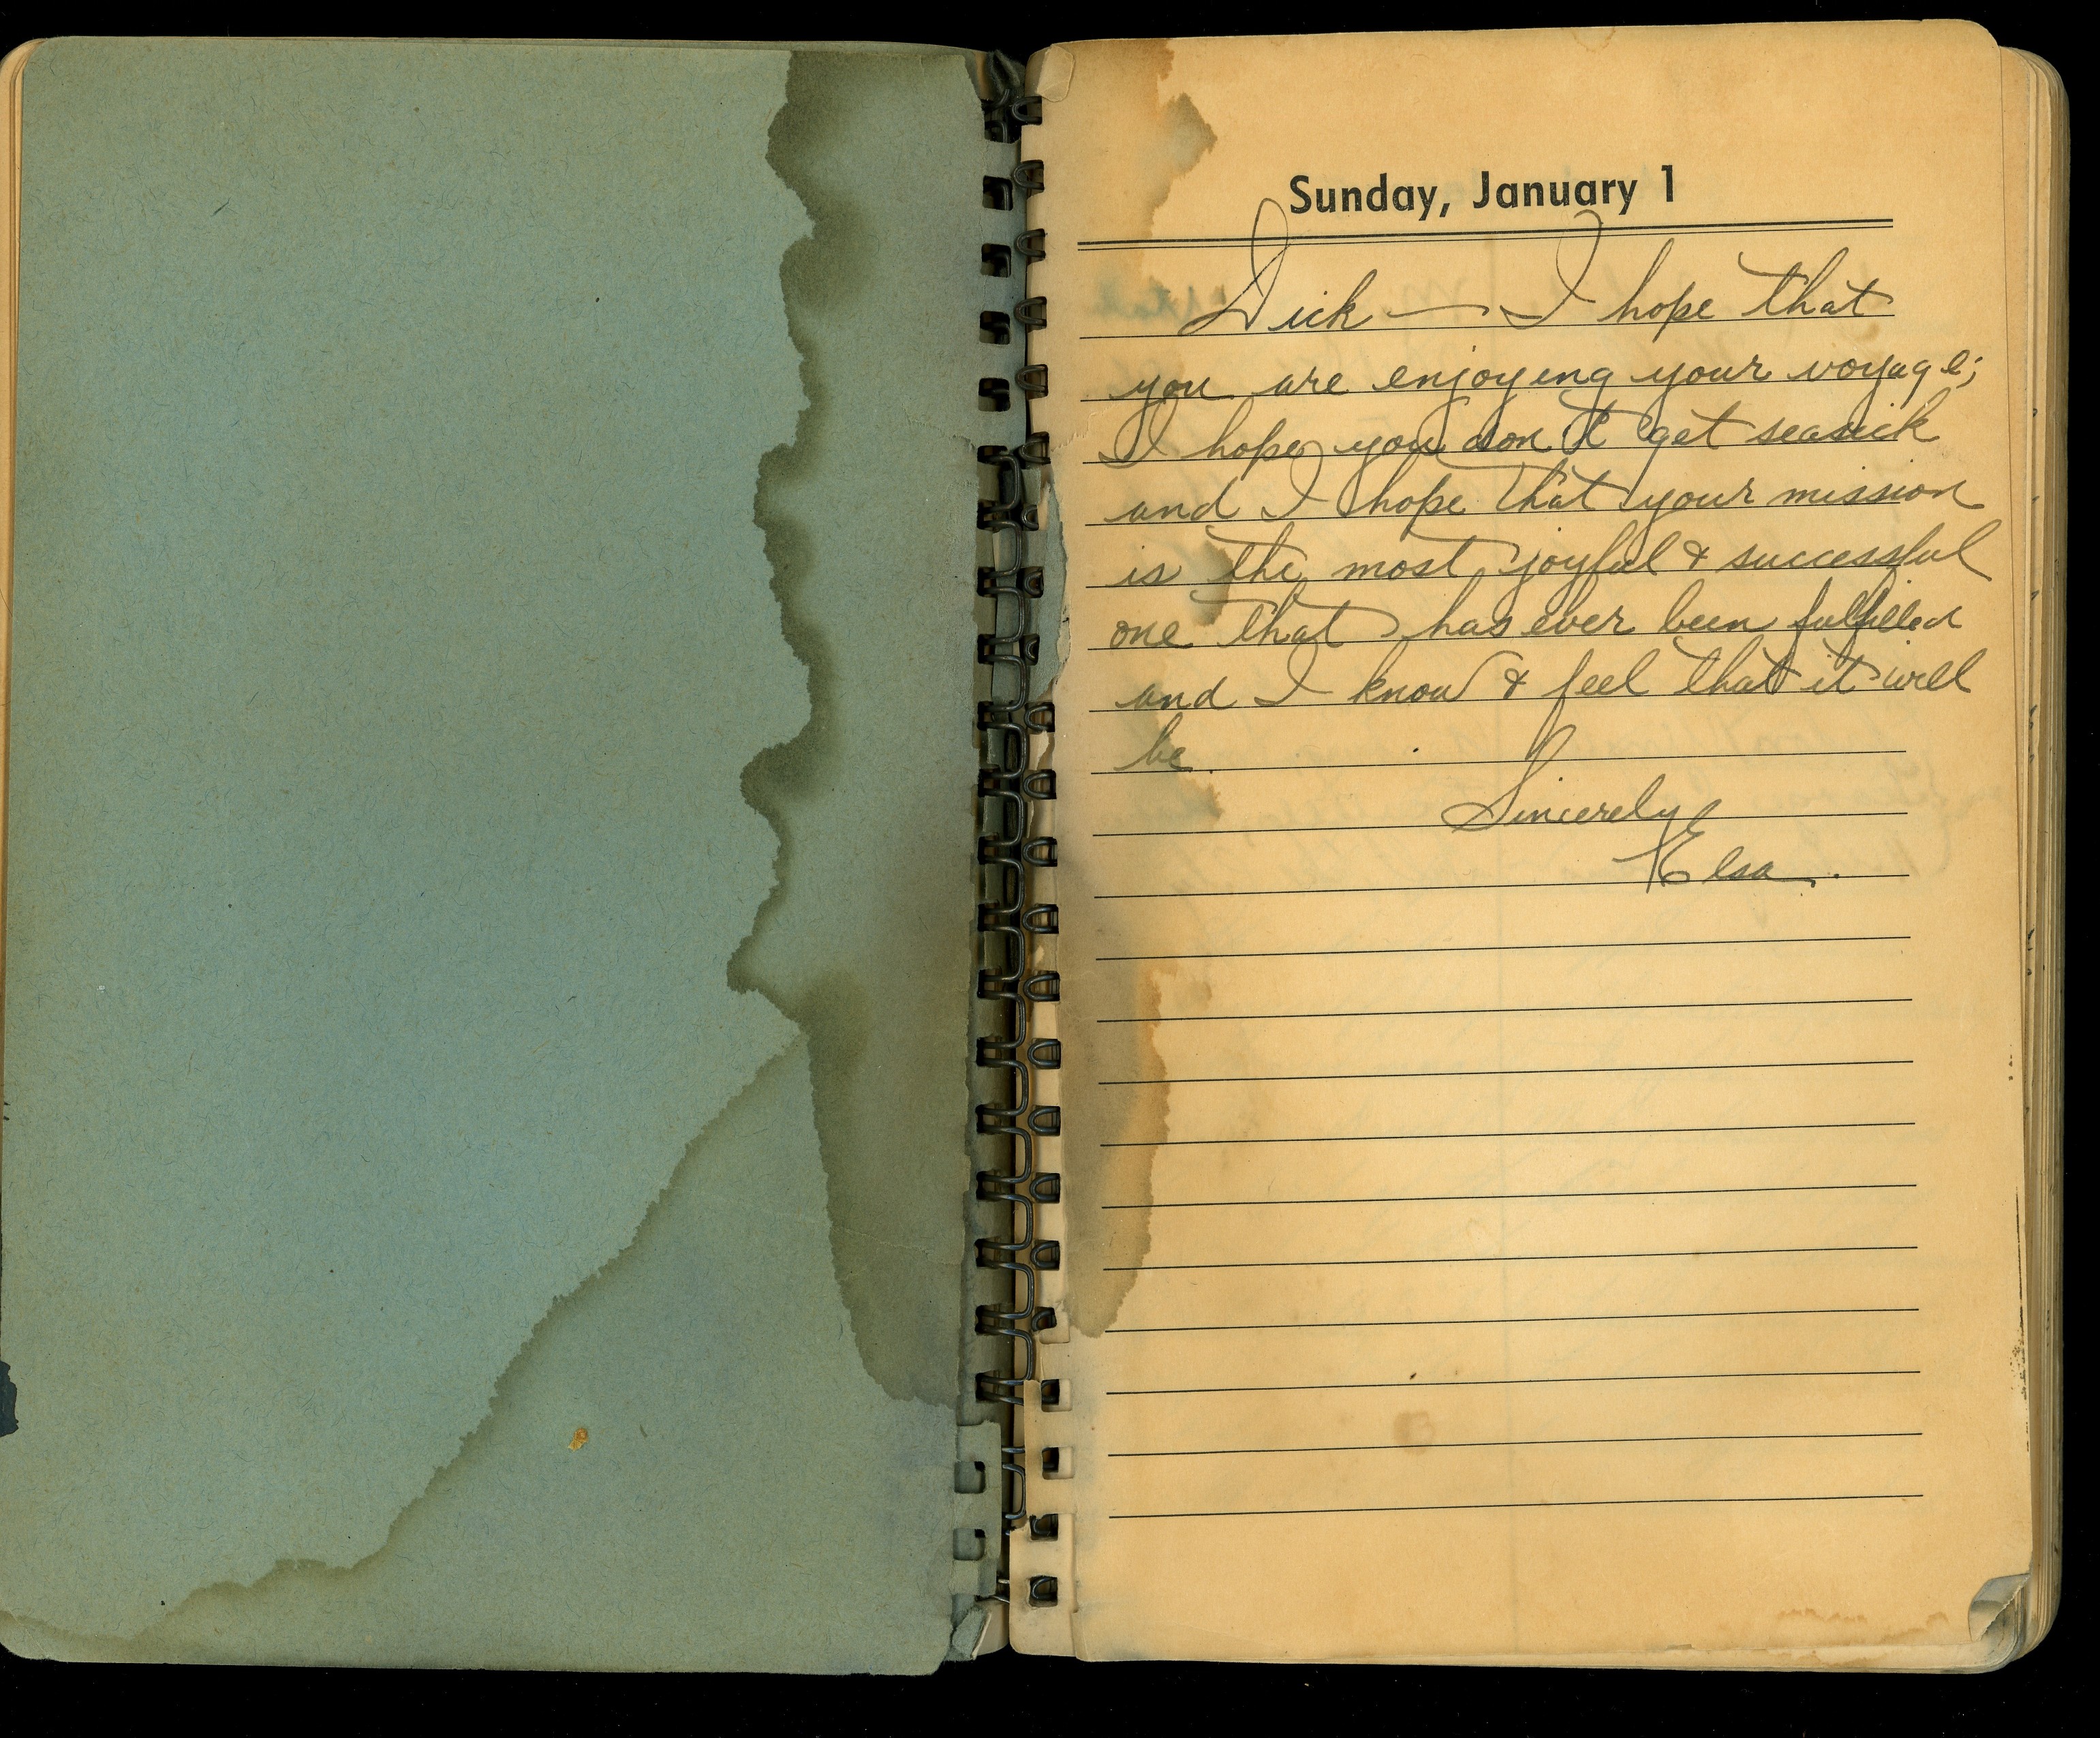 Sunday, January 1
Dick — I hope that
you are enjoying your voyage;
I hope you don't get seasick
and I hope that your mission
is the most joyful & successful
one that has ever been fulfilled
and I know & feel that it will
be.
Sincerely
Elsa.